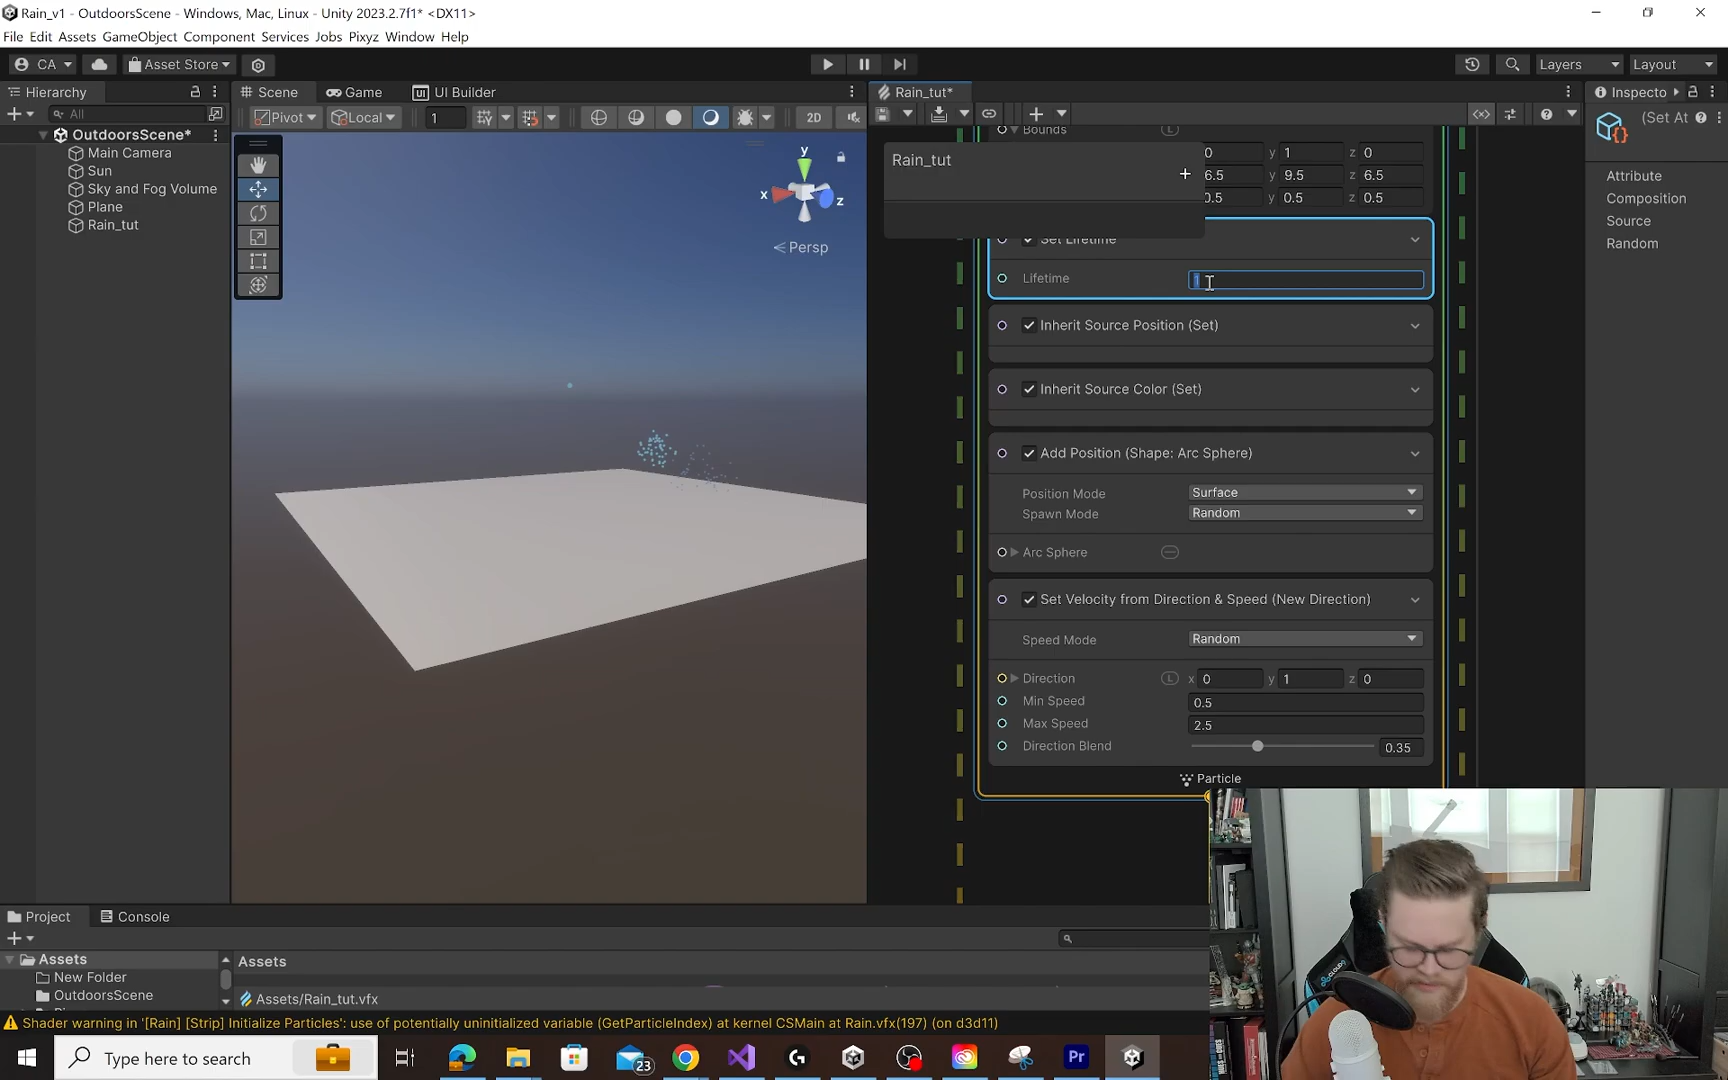 Rain_v1 - OutdoorsScene - Windows, Mac, Linux - Unity 2023.2.7f1* <DX11>
File Edit Assets GameObject Component Services Jobs Pixyz Window Help
CA Asset Store Layers Layout
Hierarchy Scene Game UI Builder Rain_tut* Inspecto
All Pivot Local 1 2D
OutdoorsScene*
Main Camera
Sun
Sky and Fog Volume
Plane
Rain_tut
y
x z
Persp
Bounds
0 y 1 z 0
6.5 y 9.5 z 6.5
0.5 y 0.5 z 0.5
Rain_tut
Set Lifetime
Lifetime 1
Inherit Source Position (Set)
Inherit Source Color (Set)
Add Position (Shape: Arc Sphere)
Position Mode Surface
Spawn Mode Random
Arc Sphere
Set Velocity from Direction & Speed (New Direction)
Speed Mode Random
Direction L x 0 y 1 z 0
Min Speed 0.5
Max Speed 2.5
Direction Blend 0.35
Particle
(Set At
Attribute
Composition
Source
Random
Project Console
Assets
New Folder
OutdoorsScene
Assets
Assets/Rain_tut.vfx
Shader warning in '[Rain] [Strip] Initialize Particles': use of potentially uninitialized variable (GetParticleIndex) at kernel CSMain at Rain.vfx(197) (on d3d11)
Type here to search
23
Pr